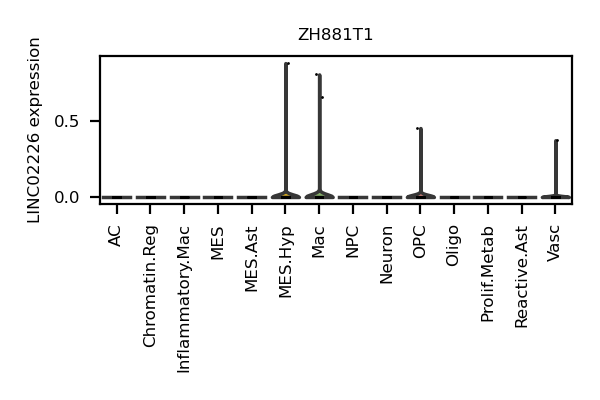 ZH881T1
LINC02226 expression
0.5
0.0
AC
Chromatin.Reg
Inflammatory.Mac
MES
MES.Ast
MES.Hyp
Mac
NPC
Neuron
OPC
Oligo
Prolif.Metab
Reactive.Ast
Vasc